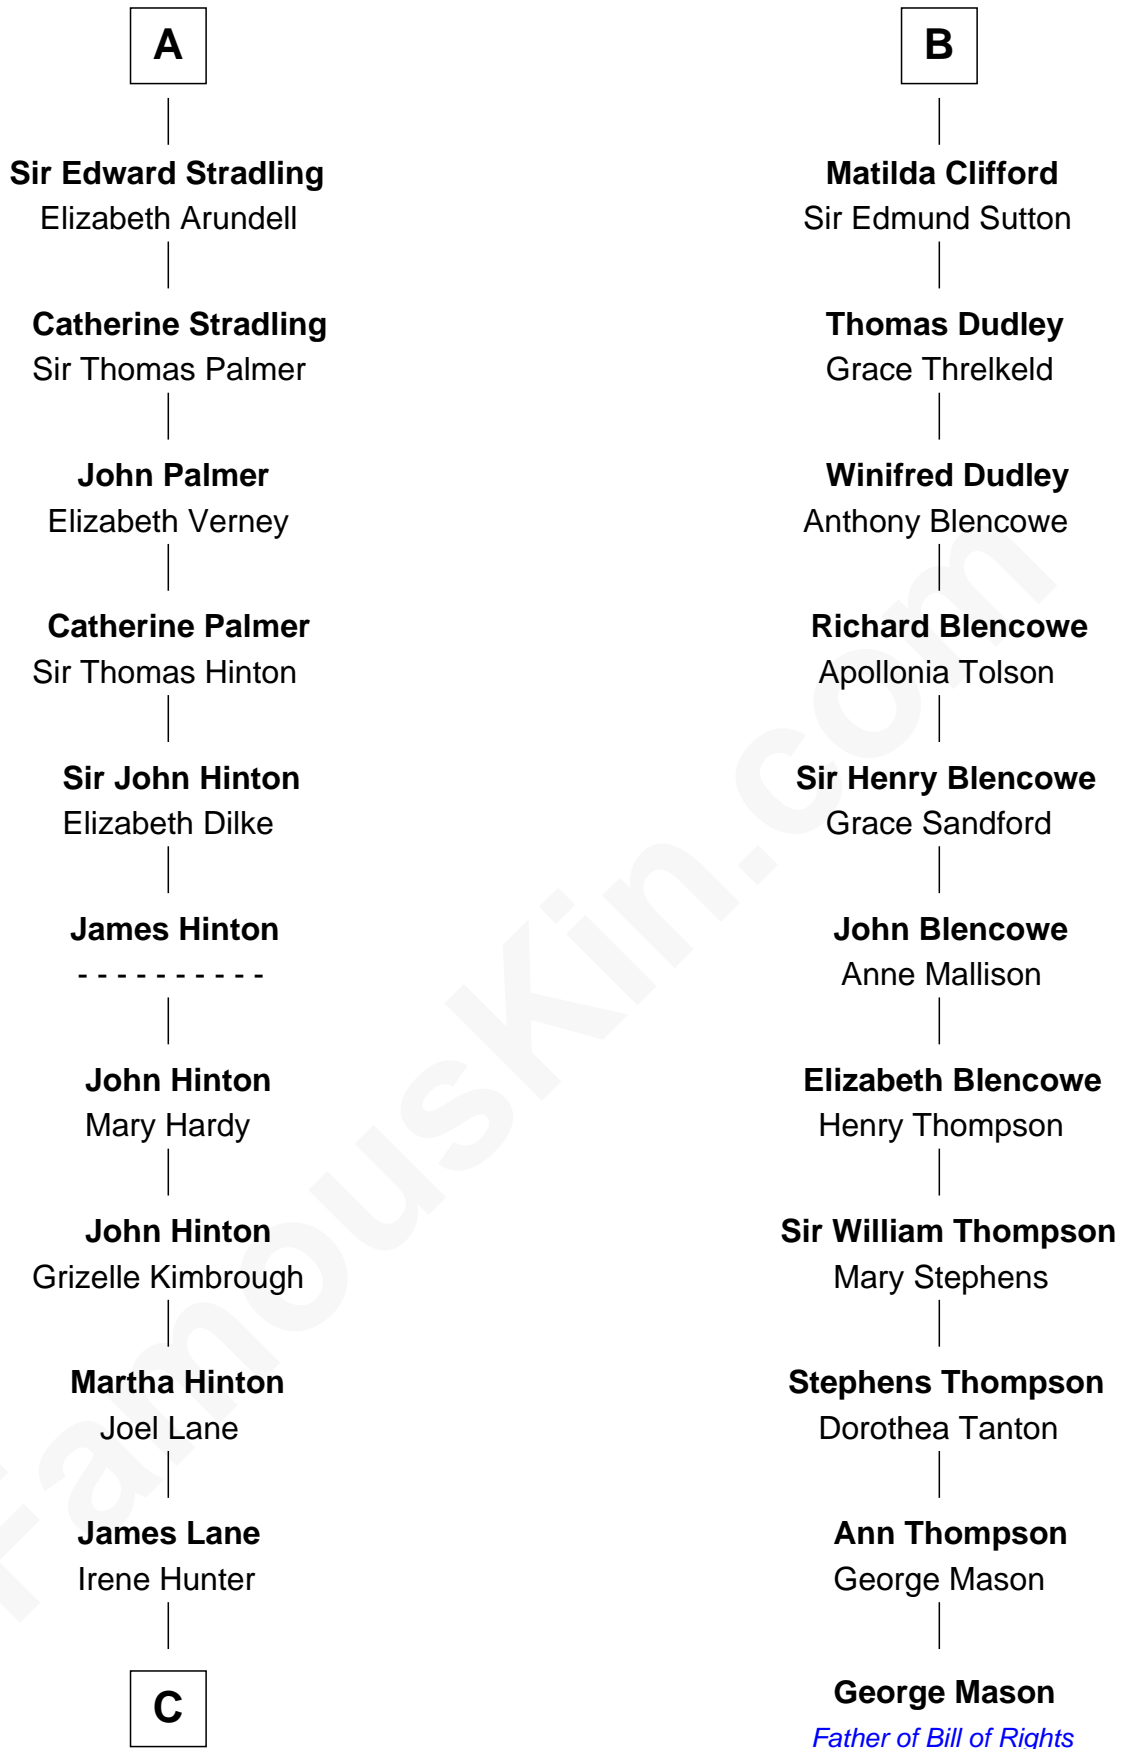 A
Sir Edward Stradling
Elizabeth Arundell
Catherine Stradling
Sir Thomas Palmer
John Palmer
Elizabeth Verney
Catherine Palmer
Sir Thomas Hinton
Sir John Hinton
Elizabeth Dilke
James Hinton
- - - - - - - - - -
John Hinton
Mary Hardy
John Hinton
Grizelle Kimbrough
Martha Hinton
Joel Lane
James Lane
Irene Hunter
C
B
Matilda Clifford
Sir Edmund Sutton
Thomas Dudley
Grace Threlkeld
Winifred Dudley
Anthony Blencowe
Richard Blencowe
Apollonia Tolson
Sir Henry Blencowe
Grace Sandford
John Blencowe
Anne Mallison
Elizabeth Blencowe
Henry Thompson
Sir William Thompson
Mary Stephens
Stephens Thompson
Dorothea Tanton
Ann Thompson
George Mason
George Mason
Father of Bill of Rights
FamousKin.com